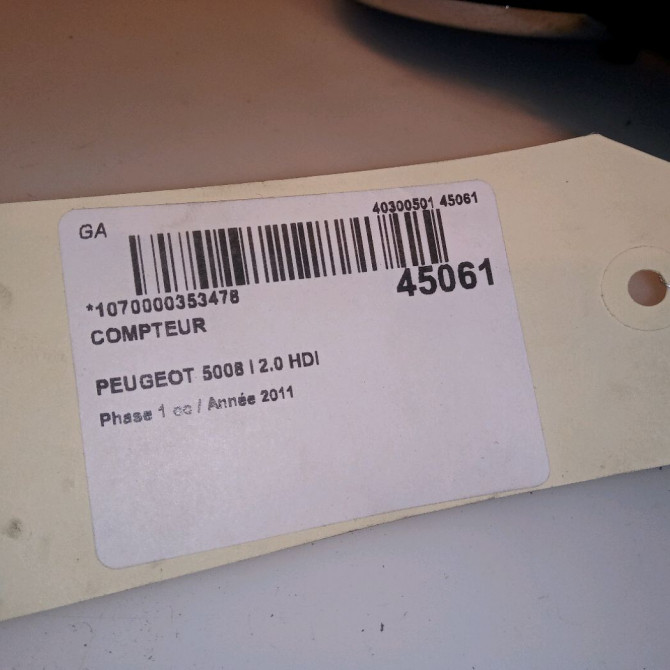 GA
40300501 45061
45061
*1070000353478
COMPTEUR
PEUGEOT 5008 I 2.0 HDI
Phase 1 cc / Année 2011